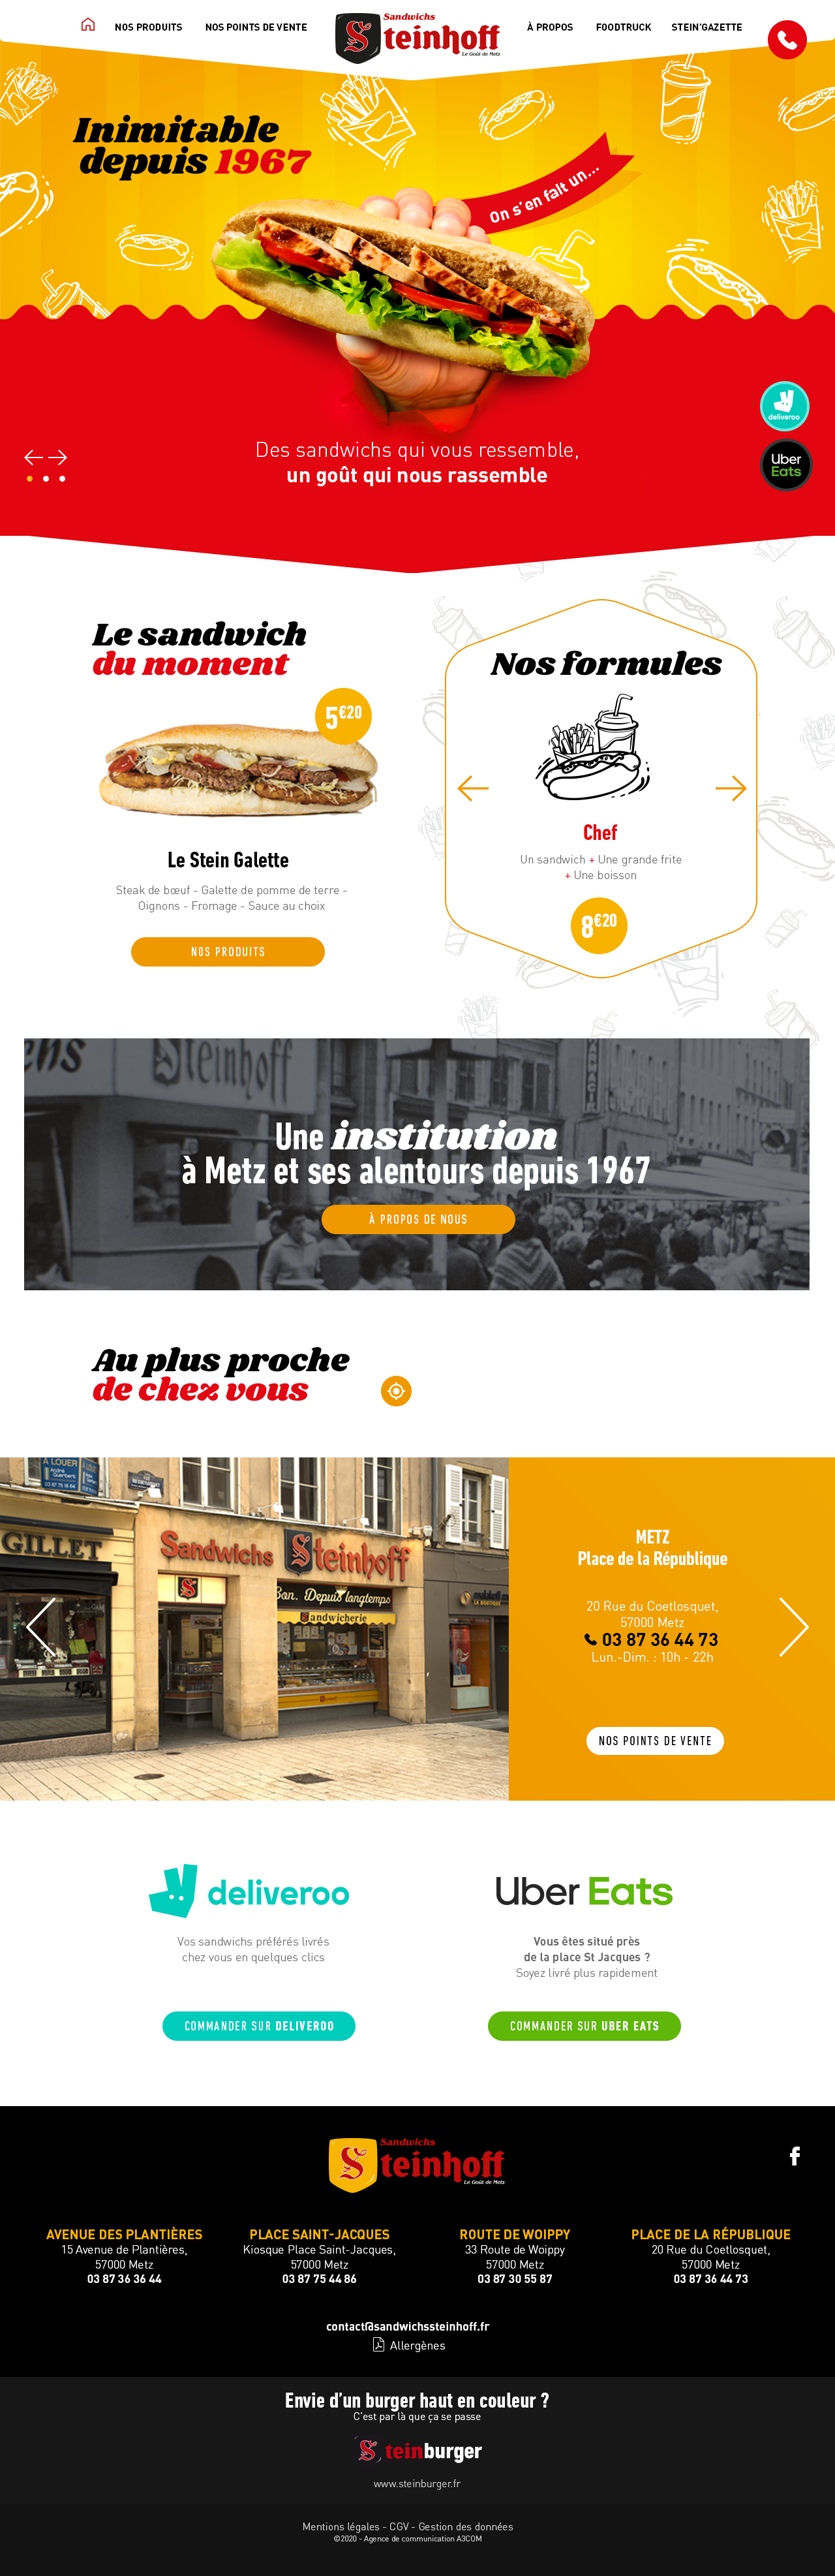 NOS PRODUITS
NOS POINTS DE VENTE
Sandwichs
Steinhoff
Le Goût de Metz
À PROPOS
FOODTRUCK
STEIN'GAZETTE
Inimitable
depuis 1967
On s'en fait un...
deliveroo
Uber
Eats
Des sandwichs qui vous ressemble,
un goût qui nous rassemble
Le sandwich
du moment
5€20
Le Stein Galette
Steak de bœuf - Galette de pomme de terre -
Oignons - Fromage - Sauce au choix
NOS PRODUITS
Nos formules
Chef
Un sandwich + Une grande frite
+ Une boisson
8€20
Steinhoff
Une institution
à Metz et ses alentours depuis 1967
À PROPOS DE NOUS
Au plus proche
de chez vous
A LOUER
GILLET
Sandwichs Steinhoff
Bon. Depuis longtemps
Sandwicherie
METZ
Place de la République
20 Rue du Coetlosquet,
57000 Metz
03 87 36 44 73
Lun.-Dim. : 10h - 22h
NOS POINTS DE VENTE
deliveroo
Vos sandwichs préférés livrés
chez vous en quelques clics
COMMANDER SUR DELIVEROO
Uber Eats
Vous êtes situé près
de la place St Jacques ?
Soyez livré plus rapidement
COMMANDER SUR UBER EATS
Sandwichs
Steinhoff
Le Goût de Metz
AVENUE DES PLANTIÈRES
15 Avenue de Plantières,
57000 Metz
03 87 36 36 44
PLACE SAINT-JACQUES
Kiosque Place Saint-Jacques,
57000 Metz
03 87 75 44 86
ROUTE DE WOIPPY
33 Route de Woippy
57000 Metz
03 87 30 55 87
PLACE DE LA RÉPUBLIQUE
20 Rue du Coetlosquet,
57000 Metz
03 87 36 44 73
contact@sandwichssteinhoff.fr
Allergènes
Envie d'un burger haut en couleur ?
C'est par là que ça se passe
Steinburger
www.steinburger.fr
Mentions légales - CGV - Gestion des données
©2020 - Agence de communication A3COM